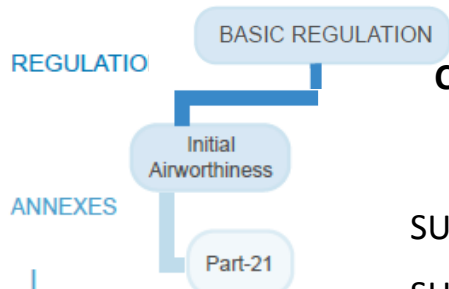 BASIC REGULATION
REGULATIO
C
Initial
Airworthiness
ANNEXES
SU
Part-21